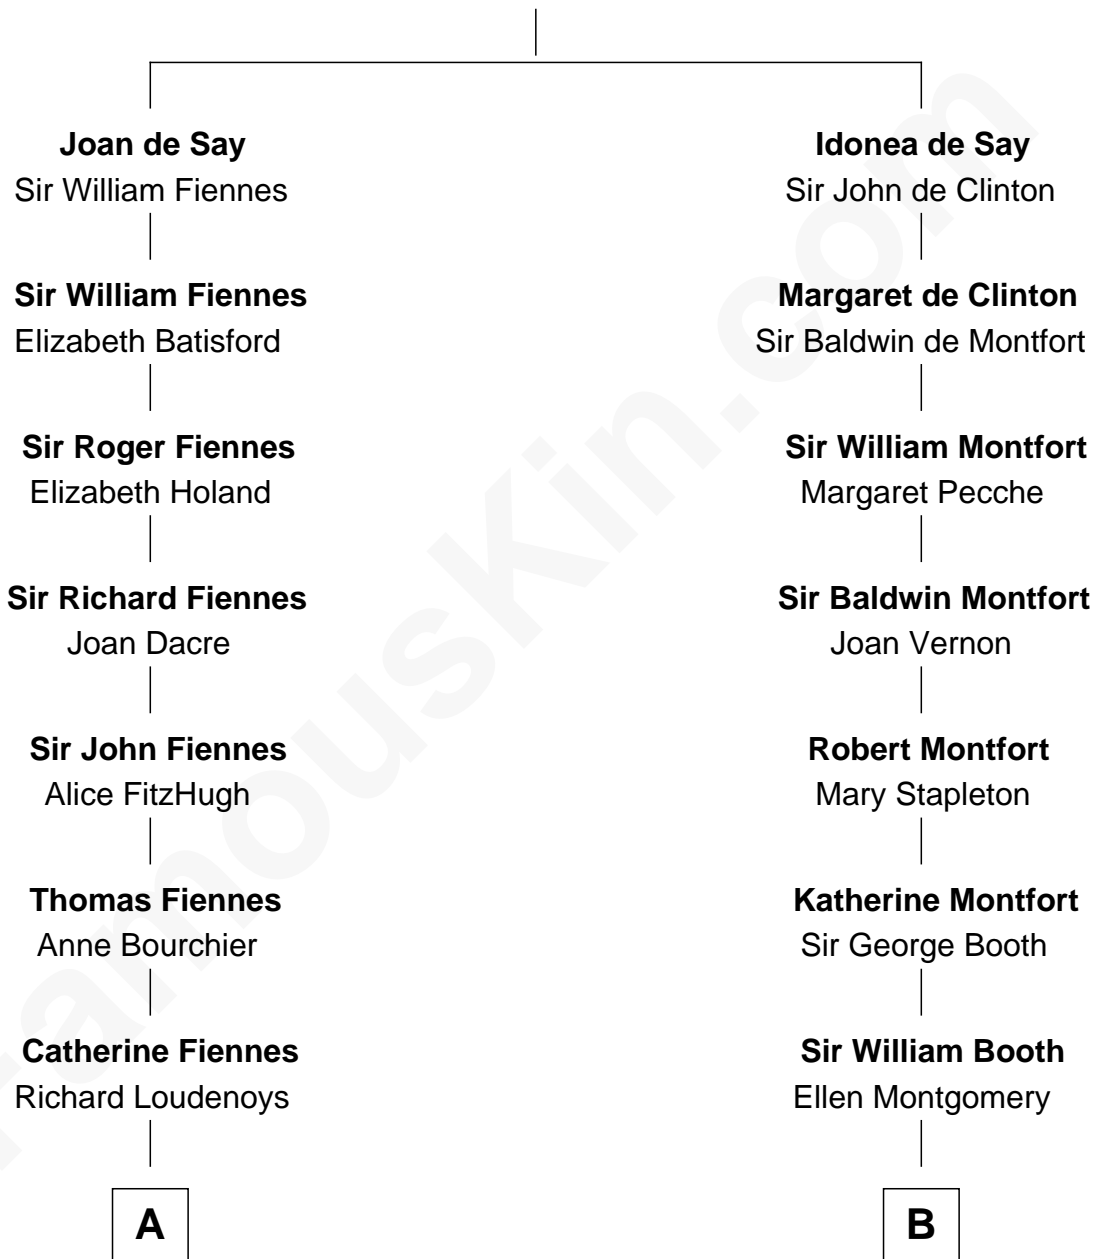 Joan de Say
Sir William Fiennes
Sir William Fiennes
Elizabeth Batisford
Sir Roger Fiennes
Elizabeth Holand
Sir Richard Fiennes
Joan Dacre
Sir John Fiennes
Alice FitzHugh
Thomas Fiennes
Anne Bourchier
Catherine Fiennes
Richard Loudenoys
A
Idonea de Say
Sir John de Clinton
Margaret de Clinton
Sir Baldwin de Montfort
Sir William Montfort
Margaret Pecche
Sir Baldwin Montfort
Joan Vernon
Robert Montfort
Mary Stapleton
Katherine Montfort
Sir George Booth
Sir William Booth
Ellen Montgomery
B
FamousKin.com